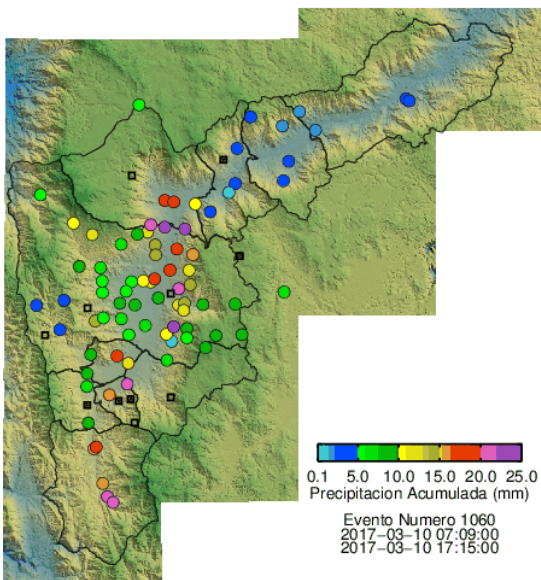 0.1 5.0 10.0 15.0 20.0 25.0
Precipitacion Acumulada (mm)
Evento Numero 1060
2017-03-10 07:09:00
2017-03-10 17:15:00